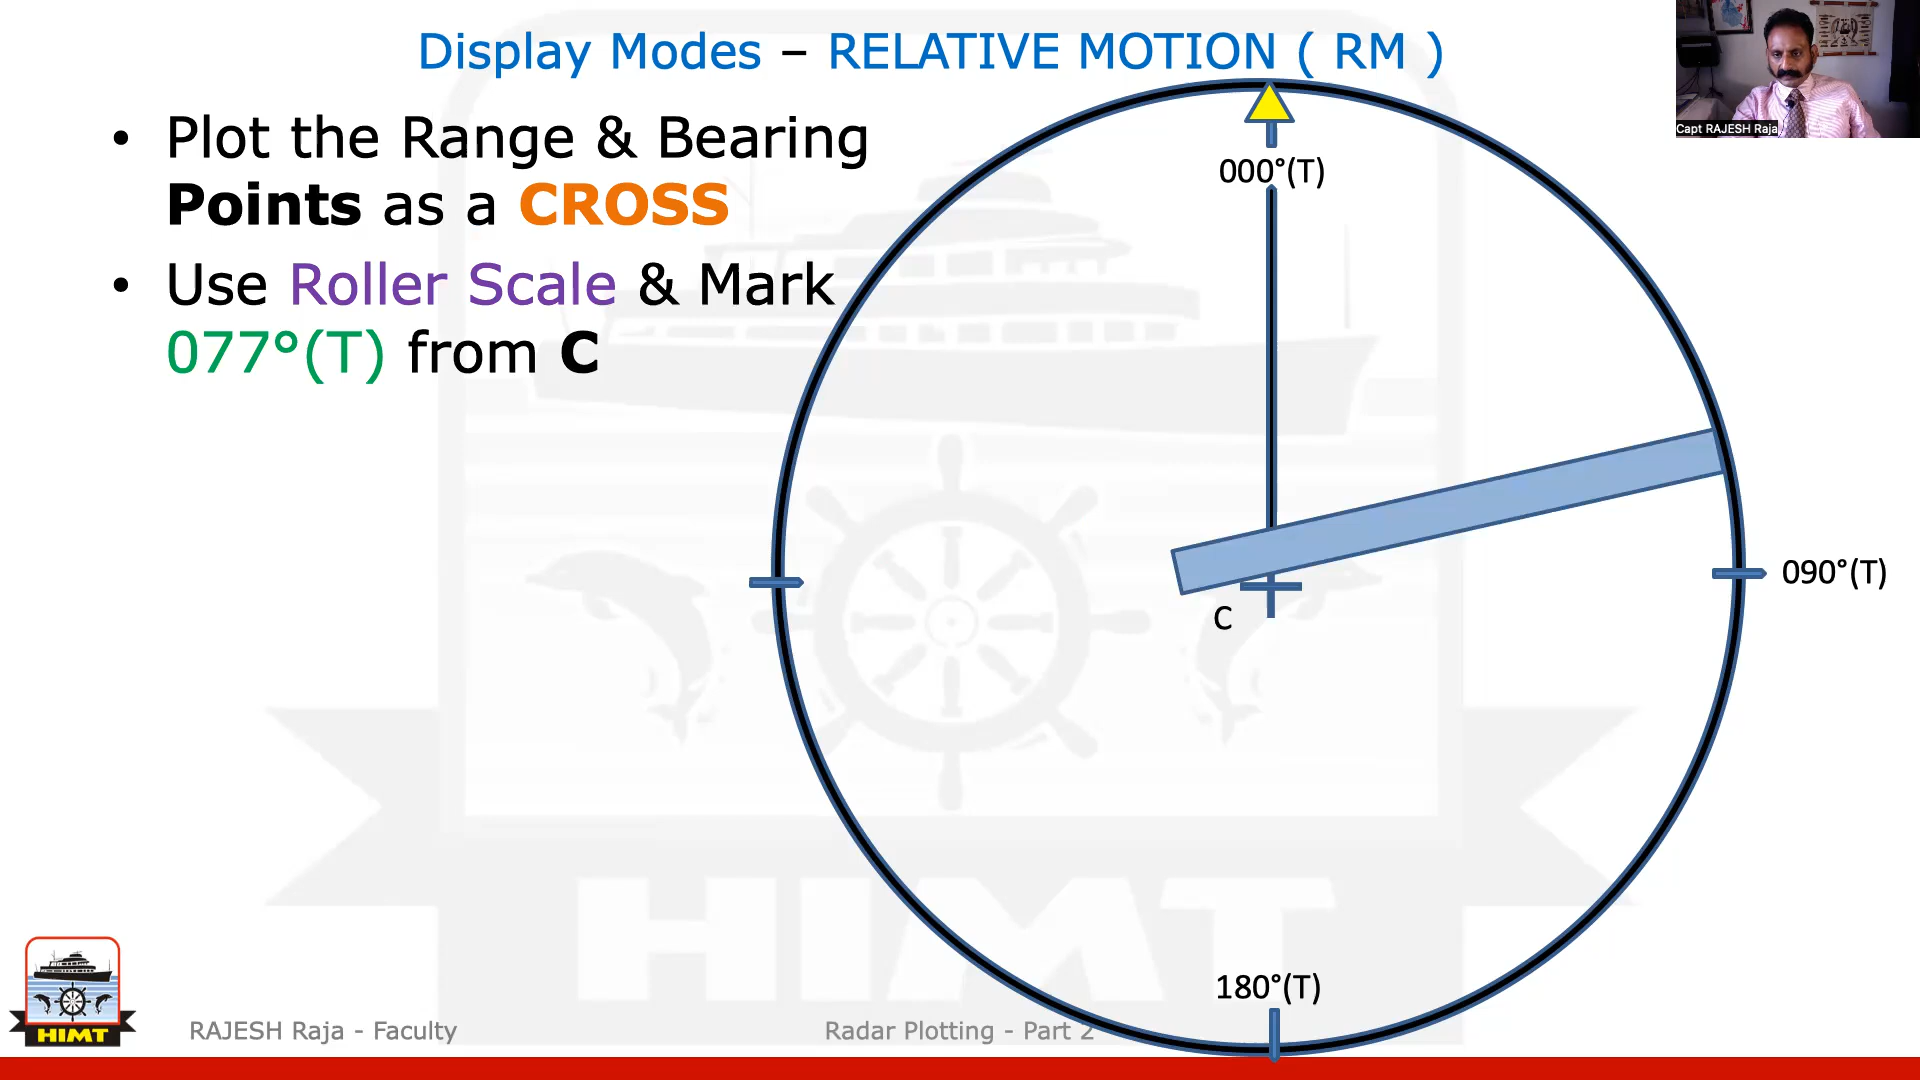 Display Modes – RELATIVE MOTION ( RM )
• Plot the Range & Bearing
Points as a CROSS
• Use Roller Scale & Mark
077°(T) from C
000°(T)
090°(T)
C
180°(T)
Capt RAJESH Raja
HIMT
HIMT
RAJESH Raja - Faculty
Radar Plotting - Part 2